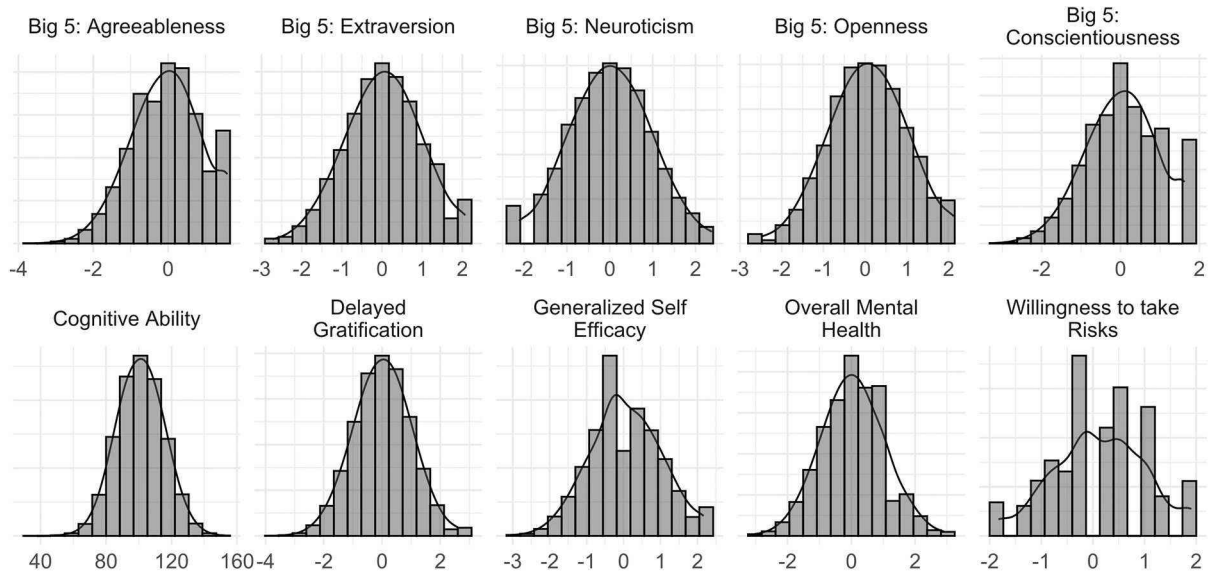 Big 5: Agreeableness
Big 5: Extraversion
Big 5: Neuroticism
Big 5: Openness
Big 5:
Conscientiousness
-4 -2 0
-3 -2 -1 0 1 2
-2 -1 0 1 2
-3 -2 -1 0 1 2
-2 0 2
Cognitive Ability
Delayed
Gratification
Generalized Self
Efficacy
Overall Mental
Health
Willingness to take
Risks
40 80 120 160
-4 -2 0 2
-3 -2 -1 0 1 2
-2 0 2
-2 -1 0 1 2